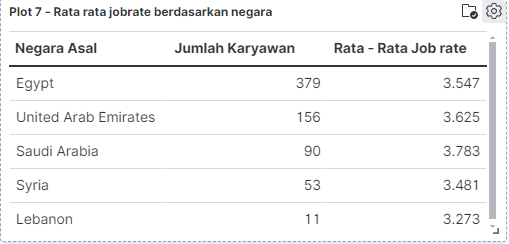 Plot 7 - Rata rata jobrate berdasarkan negara
Negara Asal Jumlah Karyawan Rata - Rata Job rate
Egypt 379 3.547
United Arab Emirates 156 3.625
Saudi Arabia 90 3.783
Syria 53 3.481
Lebanon 11 3.273